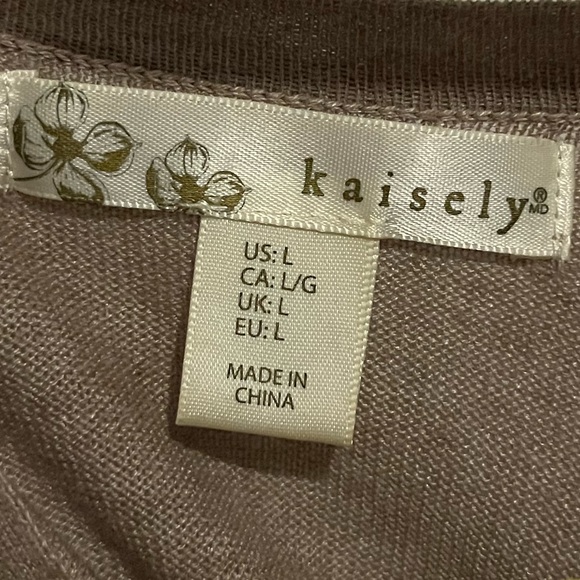 kaisely® MD
US: L
CA: L/G
UK: L
EU: L
MADE IN
CHINA